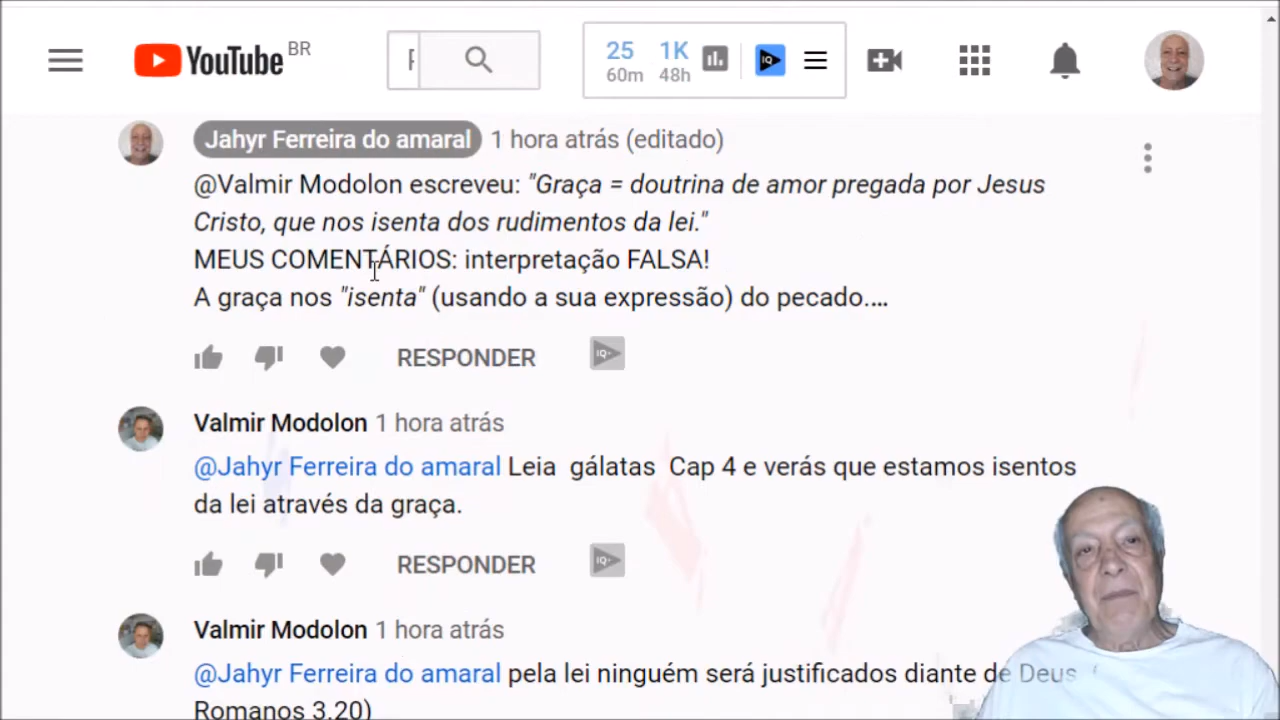 YouTube BR
F
25 1K
60m 48h
IQ
Jahyr Ferreira do amaral 1 hora atrás (editado)
@Valmir Modolon escreveu: "Graça = doutrina de amor pregada por Jesus
Cristo, que nos isenta dos rudimentos da lei."
MEUS COMENTÁRIOS: interpretação FALSA!
A graça nos "isenta" (usando a sua expressão) do pecado....
RESPONDER IQ
Valmir Modolon 1 hora atrás
@Jahyr Ferreira do amaral Leia gálatas Cap 4 e verás que estamos isentos
da lei através da graça.
RESPONDER IQ
Valmir Modolon 1 hora atrás
@Jahyr Ferreira do amaral pela lei ninguém será justificados diante de Deus (
Romanos 3.20)